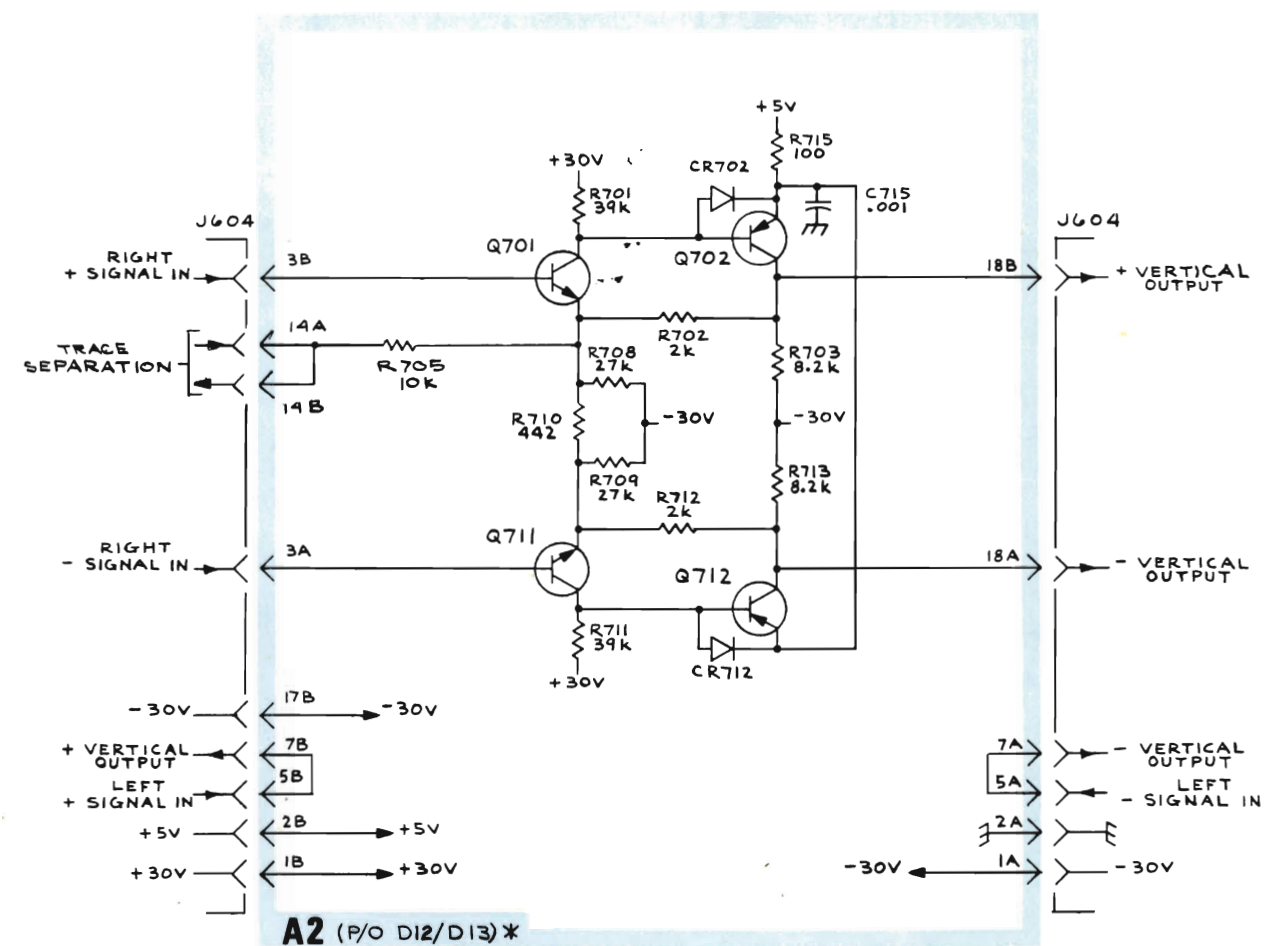 +5V
R715
100
+30V
CR702
R701
39K
C715
.001
J604
J604
Q701
Q702
RIGHT
+ SIGNAL IN
3B
18B
+ VERTICAL
OUTPUT
14A
TRACE
SEPARATION
R705
10K
14B
R702
2K
R708
27K
R703
8.2K
R710
442
-30V
-30V
R709
27K
R713
8.2K
R712
2K
Q711
RIGHT
- SIGNAL IN
3A
Q712
18A
- VERTICAL
OUTPUT
R711
39K
CR712
+30V
-30V
17B
-30V
+ VERTICAL
OUTPUT
7B
7A
- VERTICAL
OUTPUT
LEFT
+ SIGNAL IN
5B
5A
LEFT
- SIGNAL IN
+5V
2B
+5V
2A
+30V
1B
+30V
-30V
1A
-30V
A2 (P/O D12/D13)*